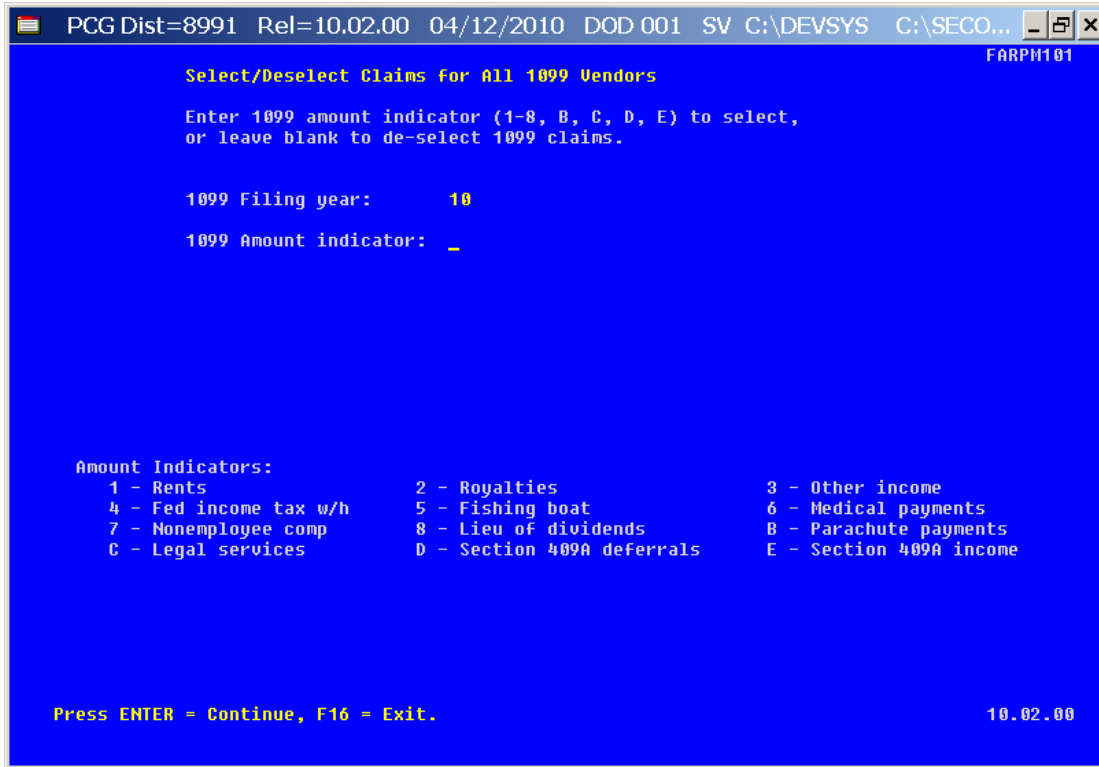 PCG Dist=8991 Rel=10.02.00 04/12/2010 DOD 001 SV C:\DEVSYS C:\SECO...
FARPM101
Select/Deselect Claims for All 1099 Vendors
Enter 1099 amount indicator (1-8, B, C, D, E) to select,
or leave blank to de-select 1099 claims.
1099 Filing year: 10
1099 Amount indicator: _
Amount Indicators:
1 - Rents 2 - Royalties 3 - Other income
4 - Fed income tax w/h 5 - Fishing boat 6 - Medical payments
7 - Nonemployee comp 8 - Lieu of dividends B - Parachute payments
C - Legal services D - Section 409A deferrals E - Section 409A income
Press ENTER = Continue, F16 = Exit. 10.02.00